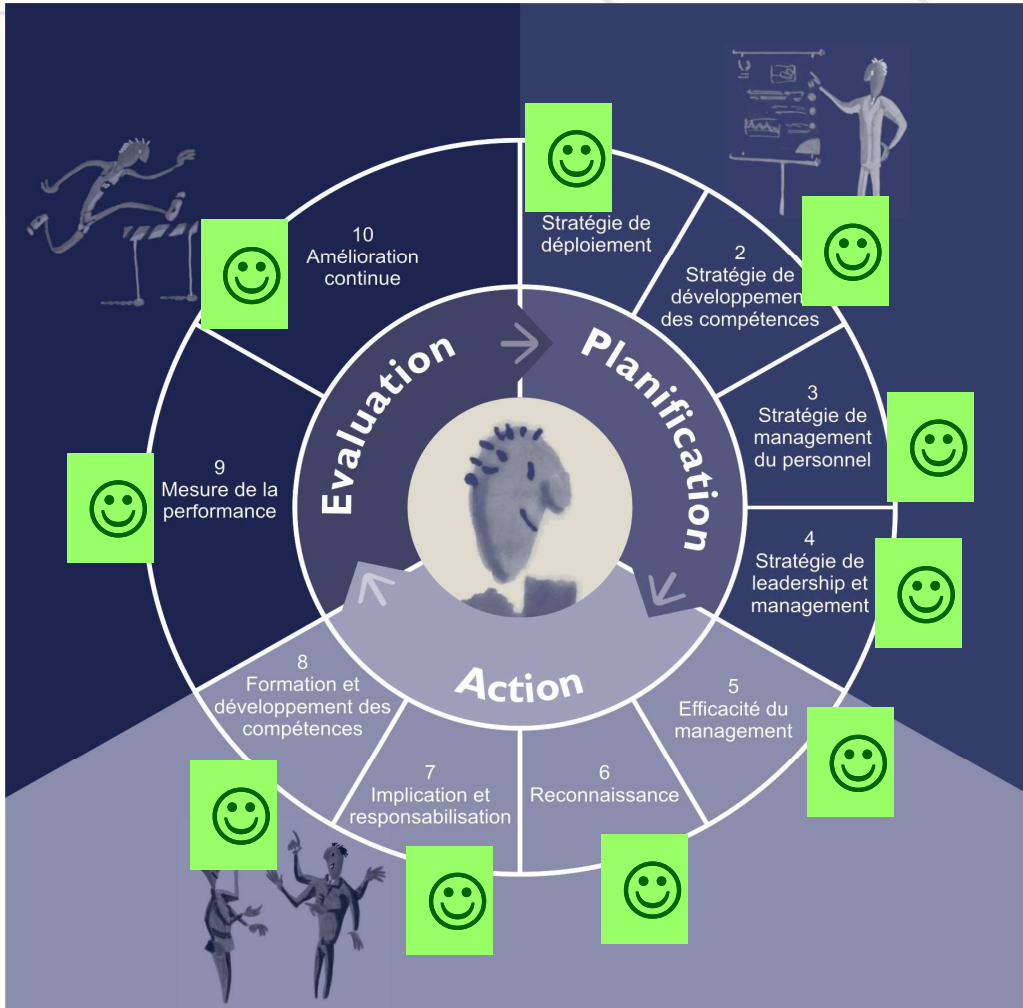 Stratégie de
déploiement
2
Stratégie de
développemen
des compétences
3
Stratégie de
management
du personnel
4
Stratégie de
leadership et
management
5
Efficacité du
management
6
Reconnaissance
7
Implication et
responsabilisation
8
Formation et
développement des
compétences
9
Mesure de la
performance
10
Amélioration
continue
Planification
Action
Evaluation